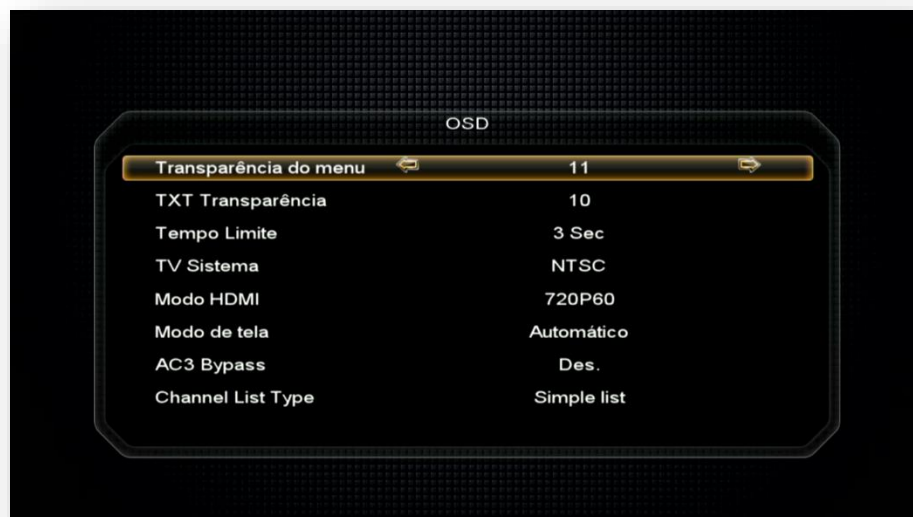 OSD
Transparência do menu 11
TXT Transparência 10
Tempo Limite 3 Sec
TV Sistema NTSC
Modo HDMI 720P60
Modo de tela Automático
AC3 Bypass Des.
Channel List Type Simple list